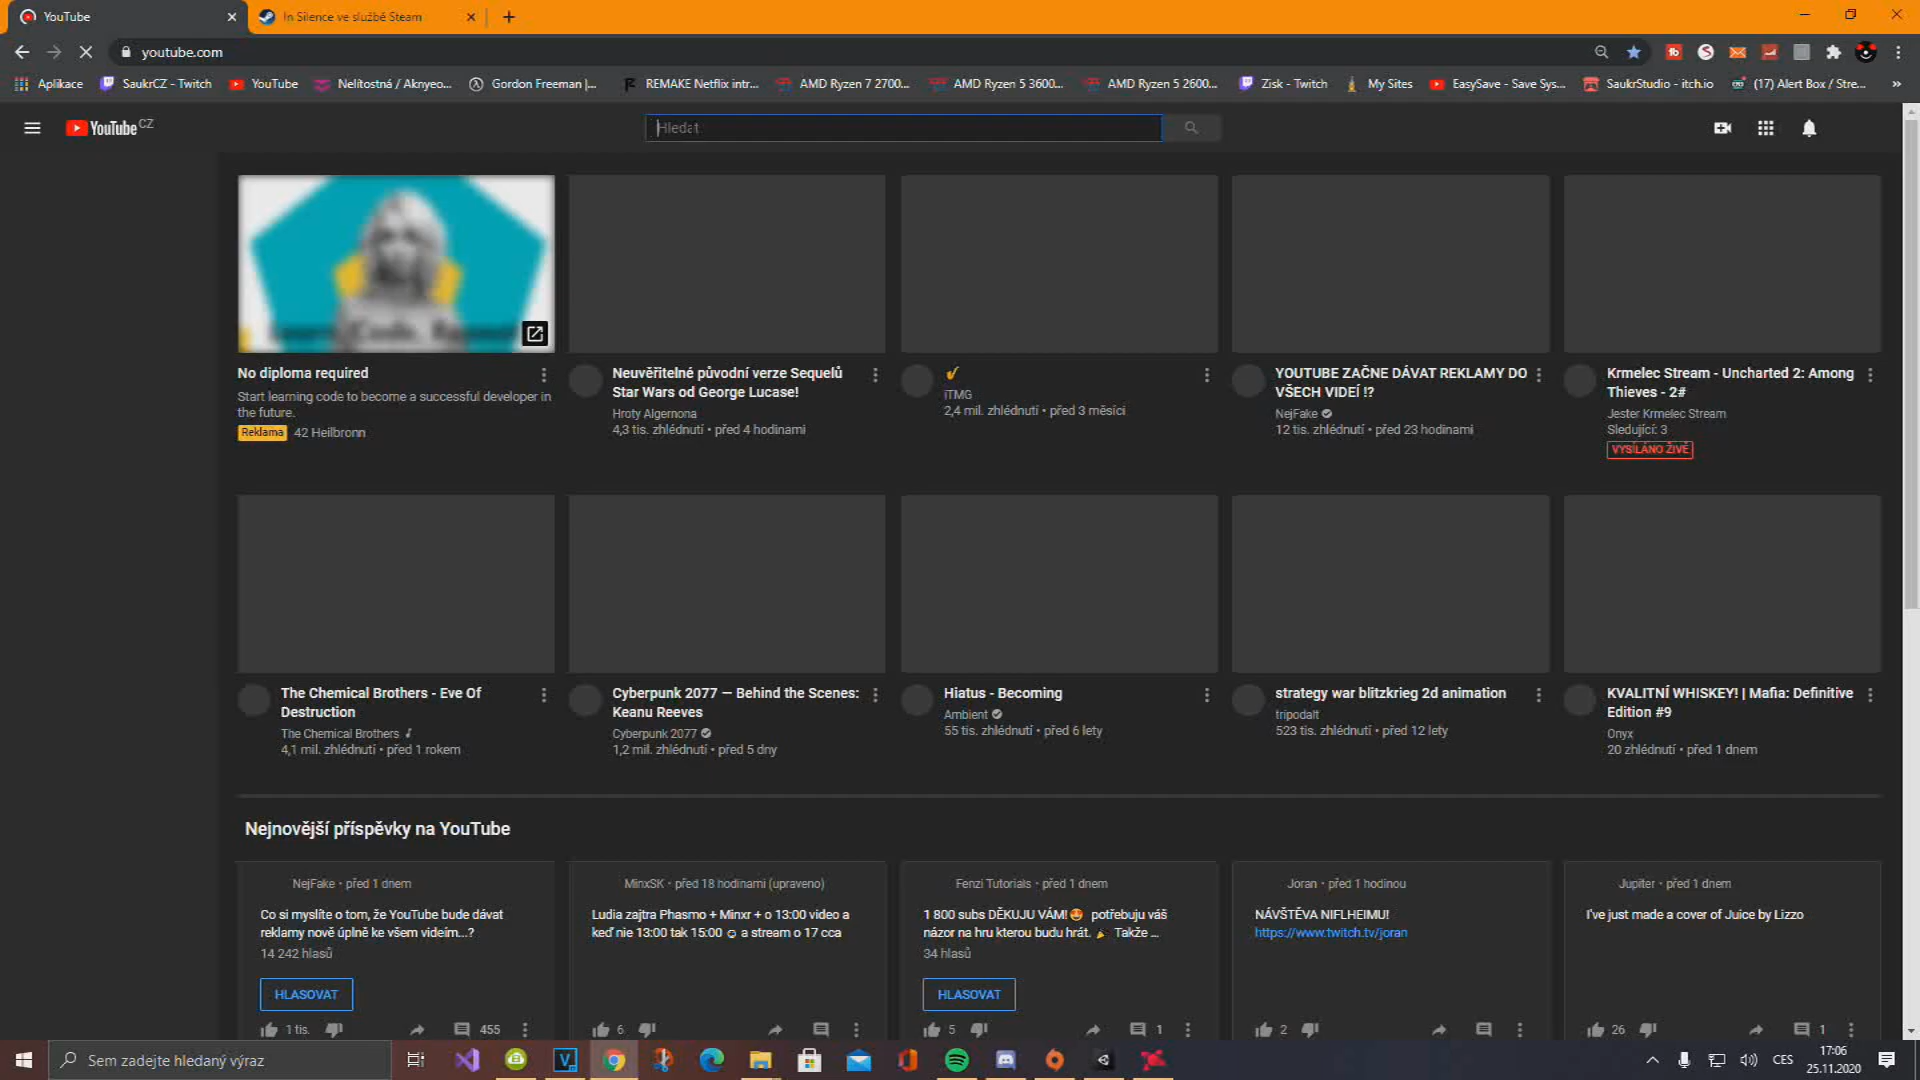 YouTube
In Silence ve službě Steam
youtube.com
Aplikace
SaukrCZ - Twitch
YouTube
Nelítostná / Aknyeo...
Gordon Freeman |...
REMAKE Netflix intr...
AMD Ryzen 7 2700...
AMD Ryzen 5 3600...
AMD Ryzen 5 2600...
Zisk - Twitch
My Sites
EasySave - Save Sys...
SaukrStudio - itch.io
(17) Alert Box / Stre...
YouTube CZ
Hledat
No diploma required
Start learning code to become a successful developer in
the future.
Reklama 42 Heilbronn
Neuvěřitelné původní verze Sequelů
Star Wars od George Lucase!
Hroty Algernona
4,3 tis. zhlédnutí • před 4 hodinami
iTMG
2,4 mil. zhlédnutí • před 3 měsíci
YOUTUBE ZAČNE DÁVAT REKLAMY DO
VŠECH VIDEÍ !?
NejFake
12 tis. zhlédnutí • před 23 hodinami
Krmelec Stream - Uncharted 2: Among
Thieves - 2#
Jester Krmelec Stream
Sledující: 3
VYSÍLÁNO ŽIVĚ
The Chemical Brothers - Eve Of
Destruction
The Chemical Brothers
4,1 mil. zhlédnutí • před 1 rokem
Cyberpunk 2077 — Behind the Scenes:
Keanu Reeves
Cyberpunk 2077
1,2 mil. zhlédnutí • před 5 dny
Hiatus - Becoming
Ambient
55 tis. zhlédnutí • před 6 lety
strategy war blitzkrieg 2d animation
tripodalt
523 tis. zhlédnutí • před 12 lety
KVALITNÍ WHISKEY! | Mafia: Definitive
Edition #9
Onyx
20 zhlédnutí • před 1 dnem
Nejnovější příspěvky na YouTube
NejFake • před 1 dnem
Co si myslíte o tom, že YouTube bude dávat
reklamy nově úplně ke všem videím...?
14 242 hlasů
HLASOVAT
1 tis.
455
MinxSK • před 18 hodinami (upraveno)
Ludia zajtra Phasmo + Minxr + o 13:00 video a
keď nie 13:00 tak 15:00 ☺ a stream o 17 cca
6
Fenzi Tutorials • před 1 dnem
1 800 subs DĚKUJU VÁM!🤩 potřebuju váš
názor na hru kterou budu hrát. 🎉 Takže ...
34 hlasů
HLASOVAT
5
1
Joran • před 1 hodinou
NÁVŠTĚVA NIFLHEIMU!
https://www.twitch.tv/joran
2
Jupiter • před 1 dnem
I've just made a cover of Juice by Lizzo
26
1
Sem zadejte hledaný výraz
CES
17:06
25.11.2020